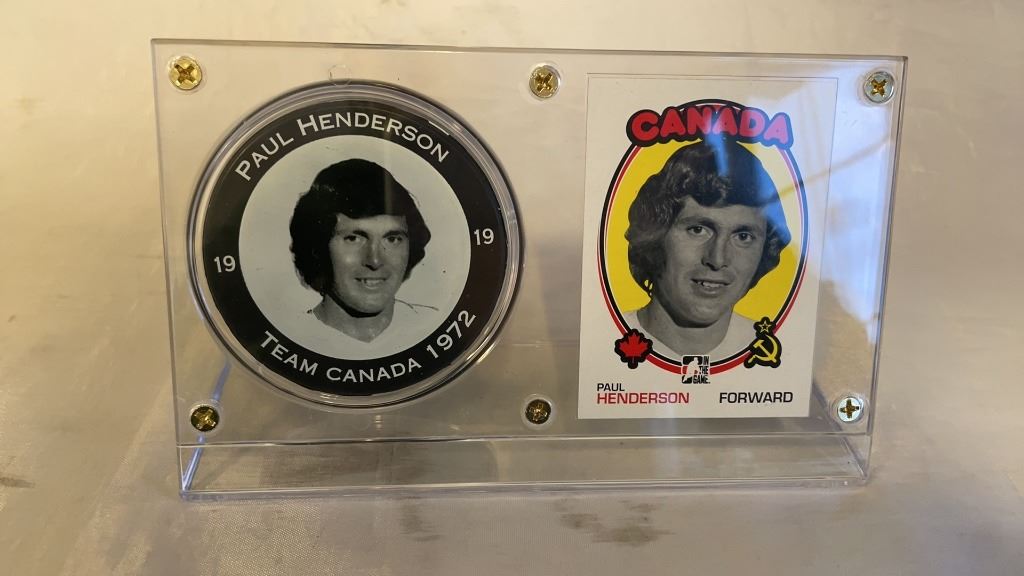 PAUL HENDERSON
19
19
TEAM CANADA 1972
CANADA
IN
THE
GAME.
PAUL
HENDERSON
FORWARD